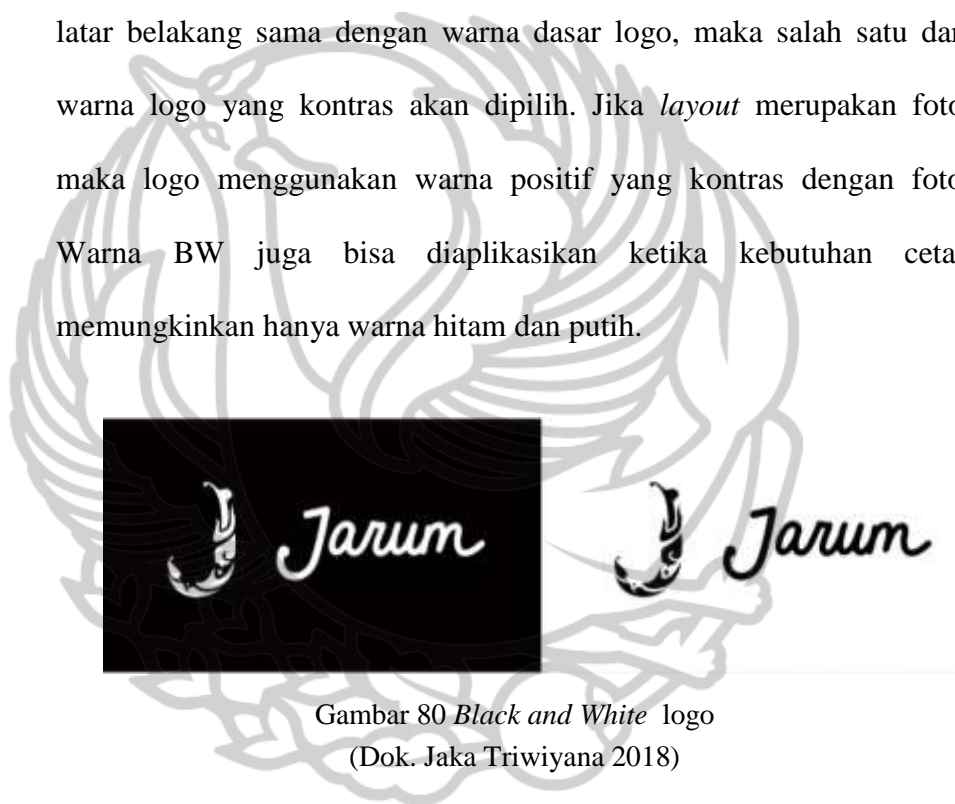 latar belakang sama dengan warna dasar logo, maka salah satu dar
warna logo yang kontras akan dipilih. Jika layout merupakan foto
maka logo menggunakan warna positif yang kontras dengan foto
Warna BW juga bisa diaplikasikan ketika kebutuhan ceta
memungkinkan hanya warna hitam dan putih.
Jarum Jarum
Gambar 80 Black and White logo
(Dok. Jaka Triwiyana 2018)